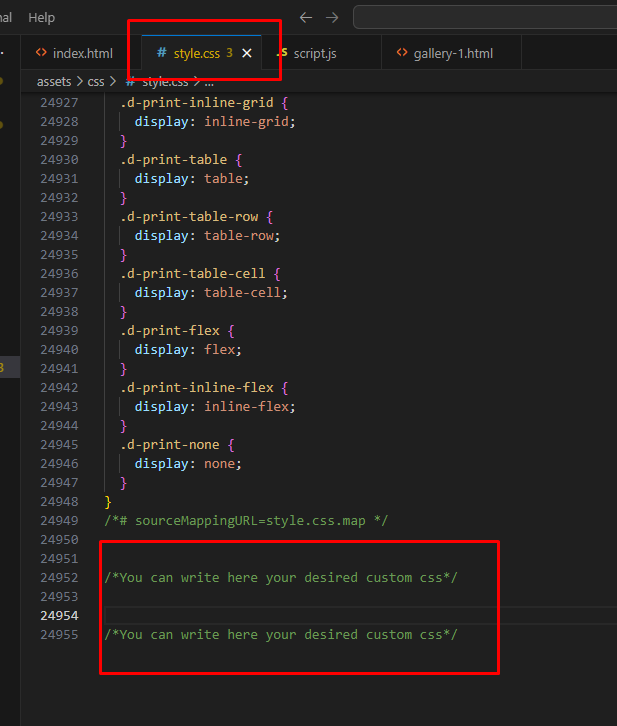 nal Help
index.html
# style.css 3
JS script.js
gallery-1.html
assets > css > # style.css > ...
24927 .d-print-inline-grid {
24928 display: inline-grid;
24929 }
24930 .d-print-table {
24931 display: table;
24932 }
24933 .d-print-table-row {
24934 display: table-row;
24935 }
24936 .d-print-table-cell {
24937 display: table-cell;
24938 }
24939 .d-print-flex {
24940 display: flex;
24941 }
24942 .d-print-inline-flex {
24943 display: inline-flex;
24944 }
24945 .d-print-none {
24946 display: none;
24947 }
24948 }
24949 /*# sourceMappingURL=style.css.map */
24950
24951
24952 /*You can write here your desired custom css*/
24953
24954
24955 /*You can write here your desired custom css*/
3